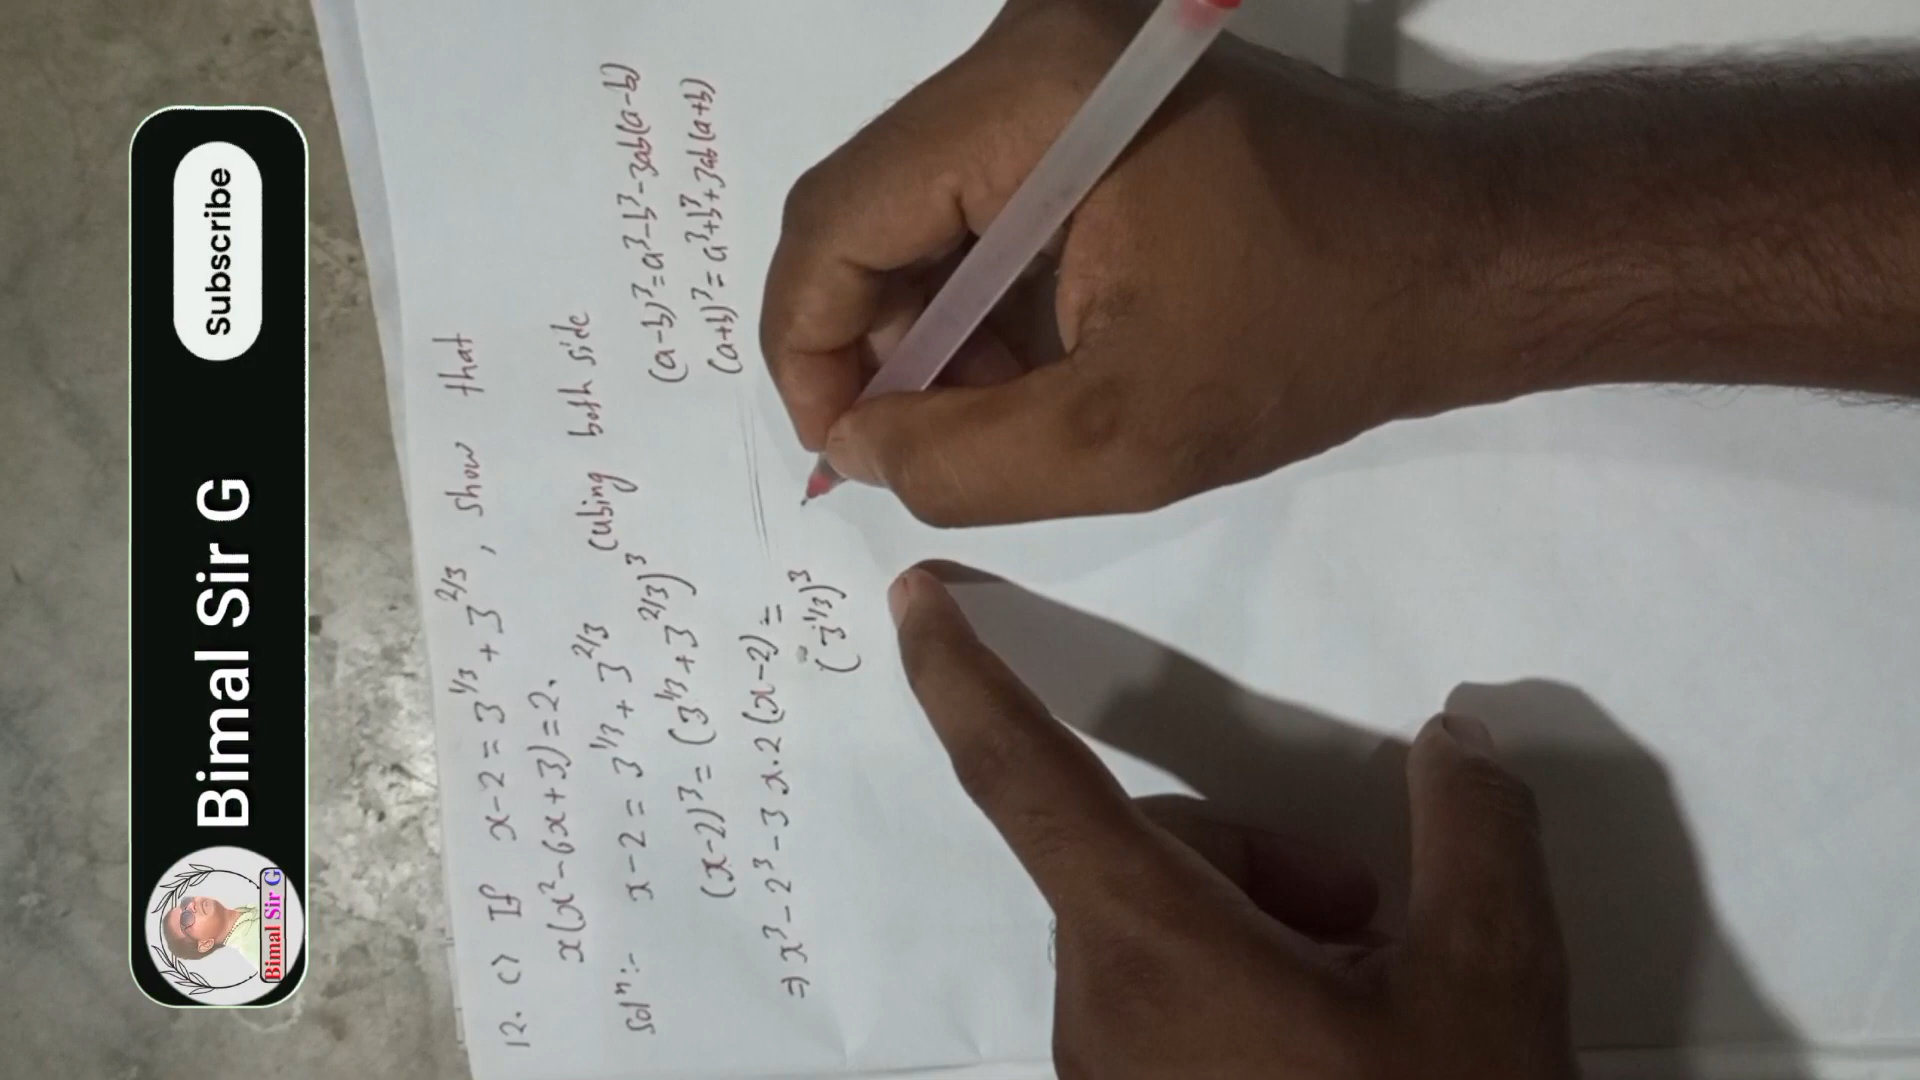 Bimal Sir G
Subscribe
Bimal Sir G
12. c) If x-2 = 3^1/3 + 3^2/3, show that
x(x²-6x+3)=2.
Solⁿ:- x-2 = 3^1/3 + 3^2/3 cubing both side
(x-2)³ = (3^1/3 + 3^2/3)³
(a-b)³ = a³-b³-3ab(a-b)
(a+b)³ = a³+b³+3ab(a+b)
⇒ x³ - 2³ - 3x.2(x-2) =
(3^1/3)³